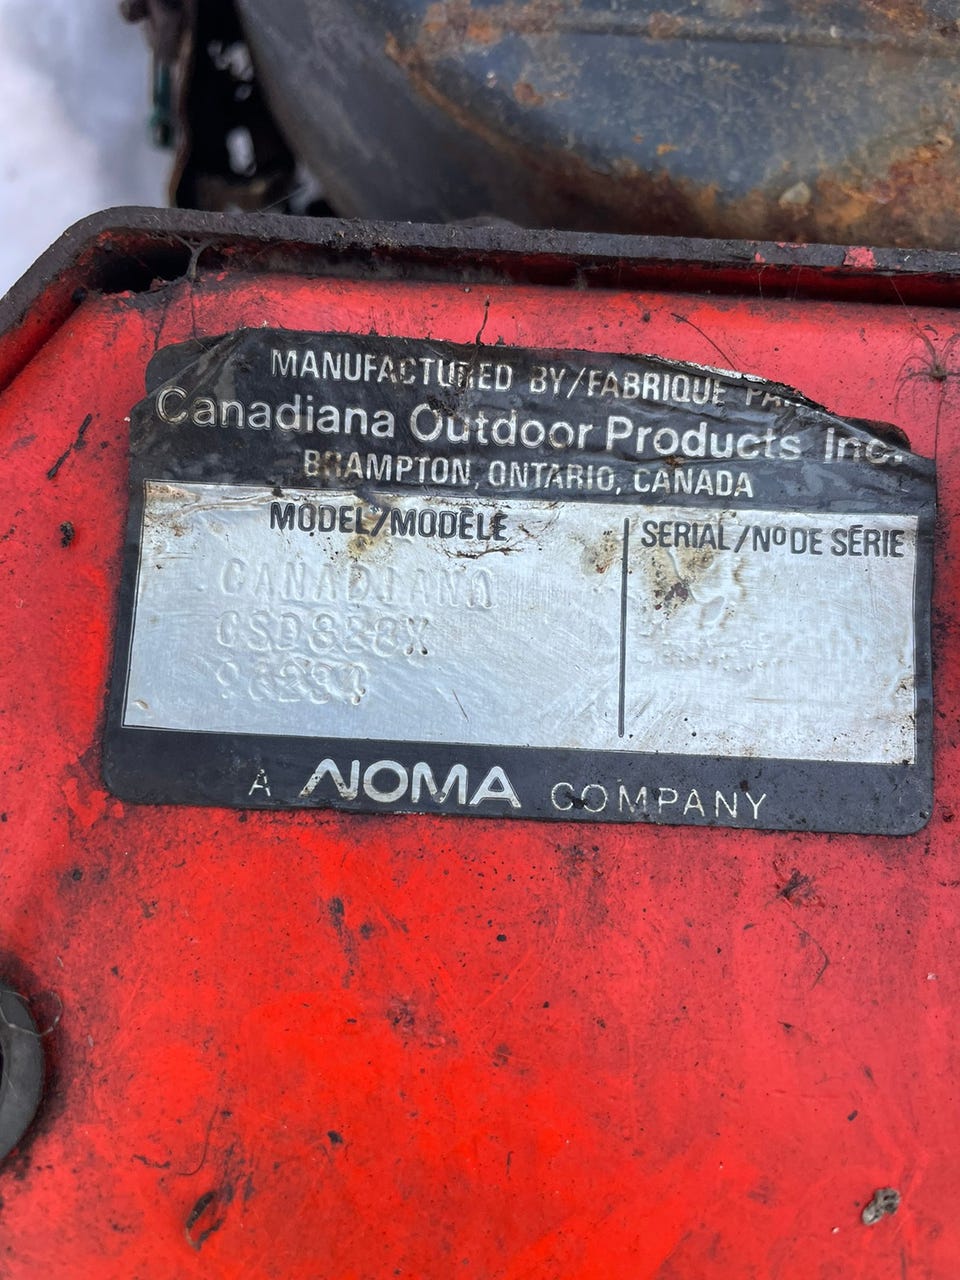 MANUFACTURED BY/FABRIQUE
Canadiana Outdoor Products Inc.
BRAMPTON, ONTARIO, CANADA
MODEL/MODÈLE
SERIAL/Nº DE SÉRIE
CANADIANA
A NOMA COMPANY